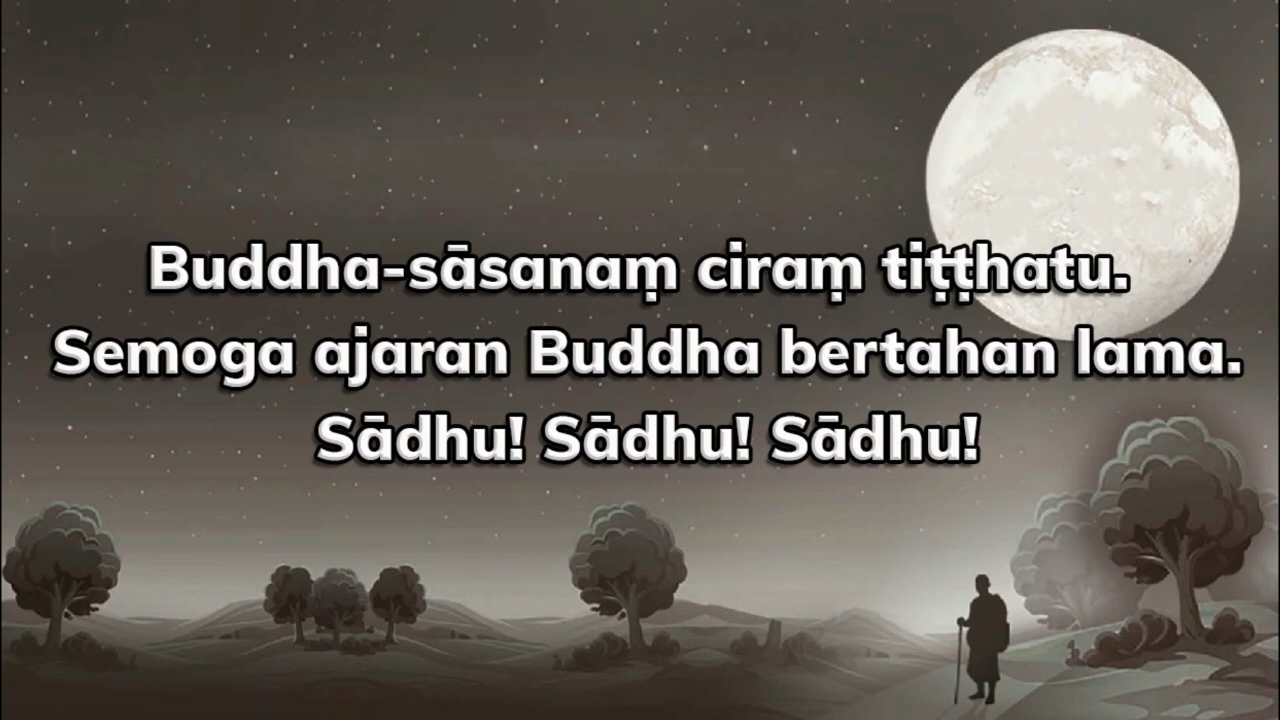 Buddha-sāsanaṃ ciraṃ tiṭṭhatu.
Semoga ajaran Buddha bertahan lama.
Sādhu! Sādhu! Sādhu!